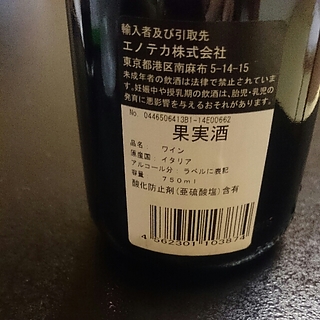 輸入者及び引取先
エノテカ株式会社
東京都港区南麻布 5-14-15
未成年者の飲酒は法律で禁止されていま
す。妊娠中や授乳期の飲酒は、胎児・乳児の
発育に悪影響を与えるおそれがあります。
No. 0446506413B1-14E00662
果実酒
品名 : ワイン
原産国 : イタリア
アルコール分 : ラベルに表記
容量 : 750ml
酸化防止剤(亜硫酸塩)含有
4 562301 103874